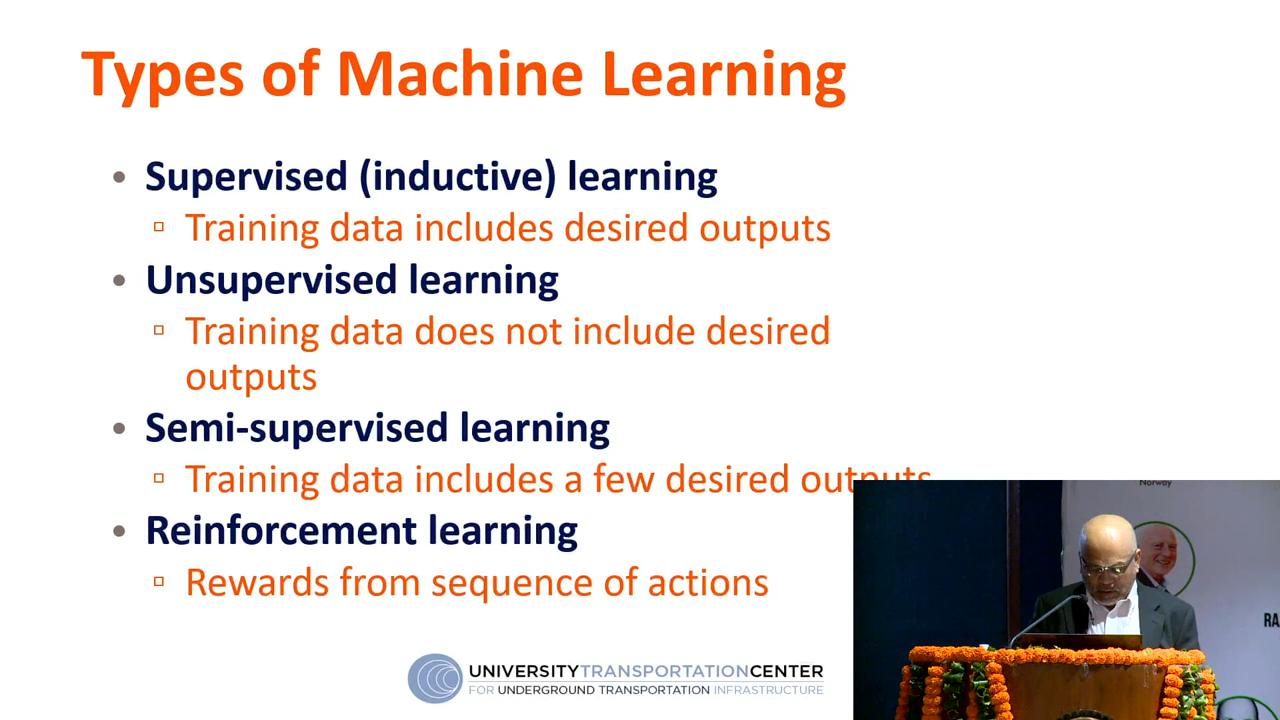 Types of Machine Learning
• Supervised (inductive) learning
▫ Training data includes desired outputs
• Unsupervised learning
▫ Training data does not include desired
outputs
• Semi-supervised learning
▫ Training data includes a few desired outputs
• Reinforcement learning
▫ Rewards from sequence of actions
UNIVERSITYTRANSPORTATIONCENTER
FOR UNDERGROUND TRANSPORTATION INFRASTRUCTURE
Norway
RA